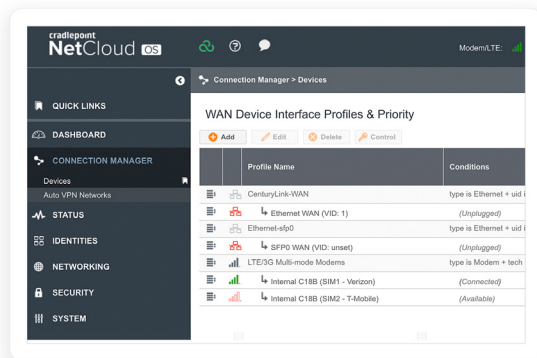 cradlepoint
NetCloud OS
Modem/LTE:
Connection Manager > Devices
QUICK LINKS
DASHBOARD
CONNECTION MANAGER
Devices
Auto VPN Networks
STATUS
IDENTITIES
NETWORKING
SECURITY
SYSTEM
WAN Device Interface Profiles & Priority
Add Edit Delete Control
Profile Name Conditions
CenturyLink-WAN type is Ethernet + uid i
Ethernet WAN (VID: 1) (Unplugged)
Ethernet-sfp0 type is Ethernet + uid i
SFP0 WAN (VID: unset) (Unplugged)
LTE/3G Multi-mode Modems type is Modem + tech
Internal C18B (SIM1 - Verizon) (Connected)
Internal C18B (SIM2 - T-Mobile) (Available)